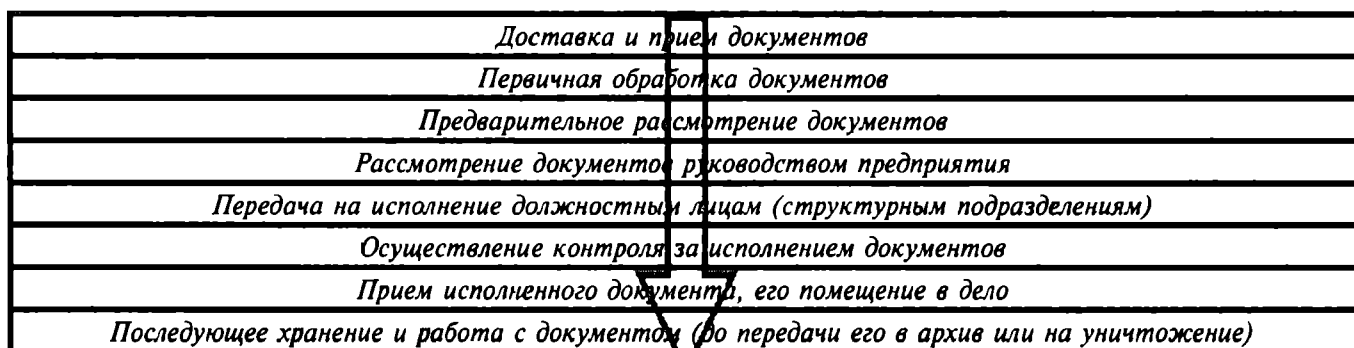 Доставка и прием документов
Первичная обработка документов
Предварительное рассмотрение документов
Рассмотрение документов руководством предприятия
Передача на исполнение должностным лицам (структурным подразделениям)
Осуществление контроля за исполнением документов
Прием исполненного документа, его помещение в дело
Последующее хранение и работа с документом (до передачи его в архив или на уничтожение)